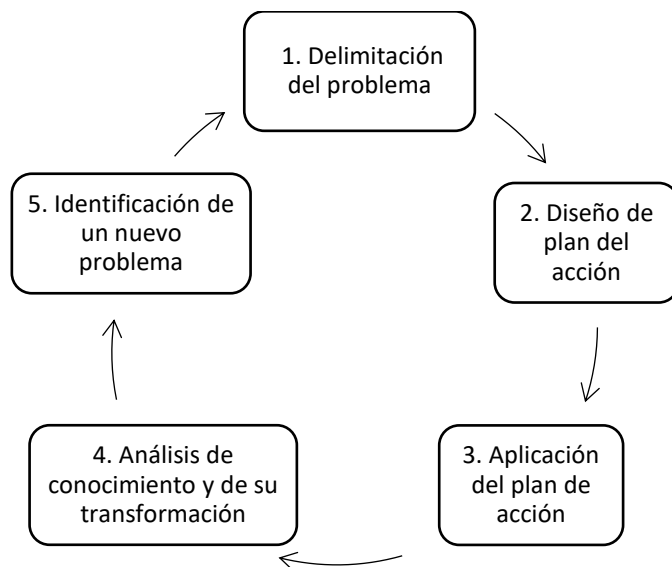 1. Delimitación
del problema
2. Diseño de
plan del
acción
3. Aplicación
del plan de
acción
4. Análisis de
conocimiento y de su
transformación
5. Identificación de
un nuevo
problema